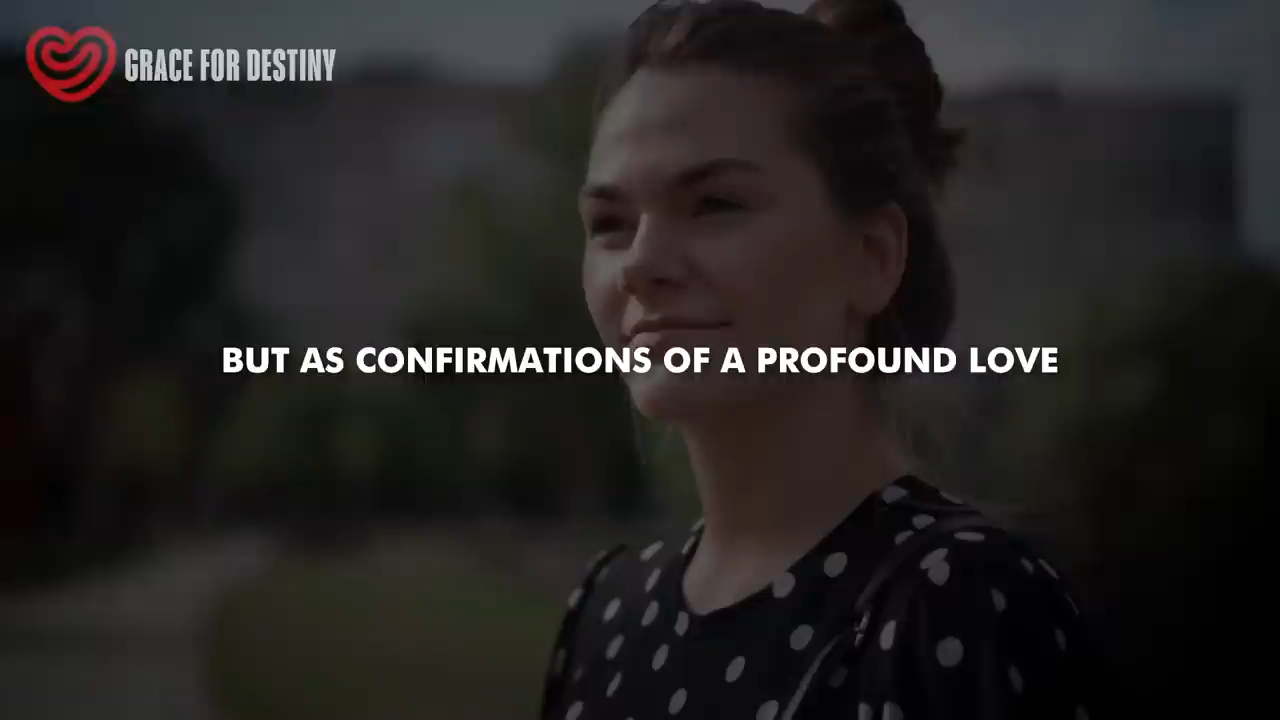 GRACE FOR DESTINY
BUT AS CONFIRMATIONS OF A PROFOUND LOVE